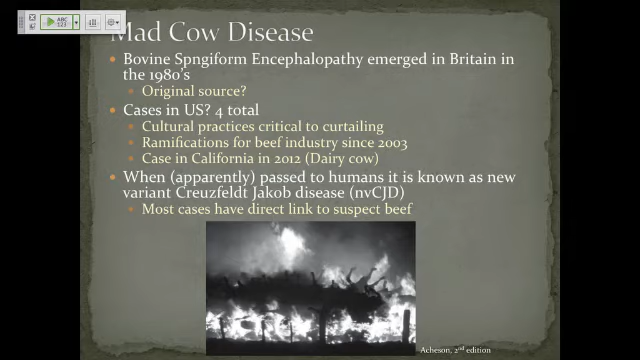 ABC
123
Mad Cow Disease
Bovine Spngiform Encephalopathy emerged in Britain in
the 1980's
Original source?
Cases in US? 4 total
Cultural practices critical to curtailing
Ramifications for beef industry since 2003
Case in California in 2012 (Dairy cow)
When (apparently) passed to humans it is known as new
variant Creuzfeldt Jakob disease (nvCJD)
Most cases have direct link to suspect beef
Acheson, 2nd edition